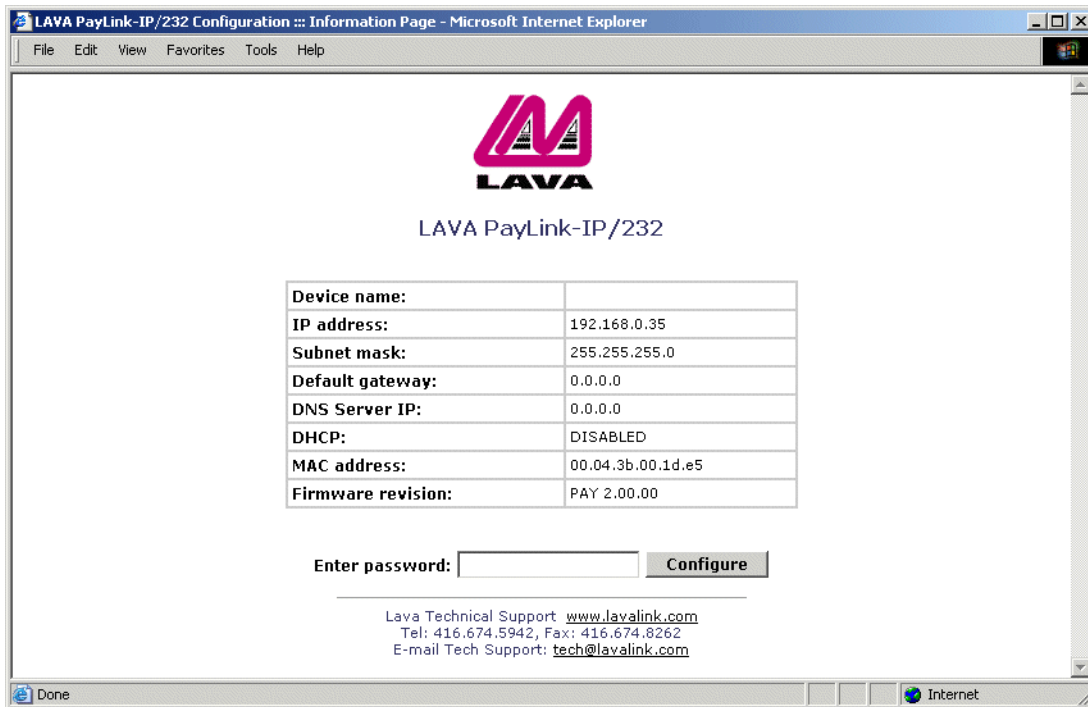 LAVA PayLink-IP/232 Configuration ::: Information Page - Microsoft Internet Explorer
File Edit View Favorites Tools Help
LAVA
LAVA PayLink-IP/232
Device name:
IP address: 192.168.0.35
Subnet mask: 255.255.255.0
Default gateway: 0.0.0.0
DNS Server IP: 0.0.0.0
DHCP: DISABLED
MAC address: 00.04.3b.00.1d.e5
Firmware revision: PAY 2.00.00
Enter password: Configure
Lava Technical Support www.lavalink.com
Tel: 416.674.5942, Fax: 416.674.8262
E-mail Tech Support: tech@lavalink.com
Done Internet